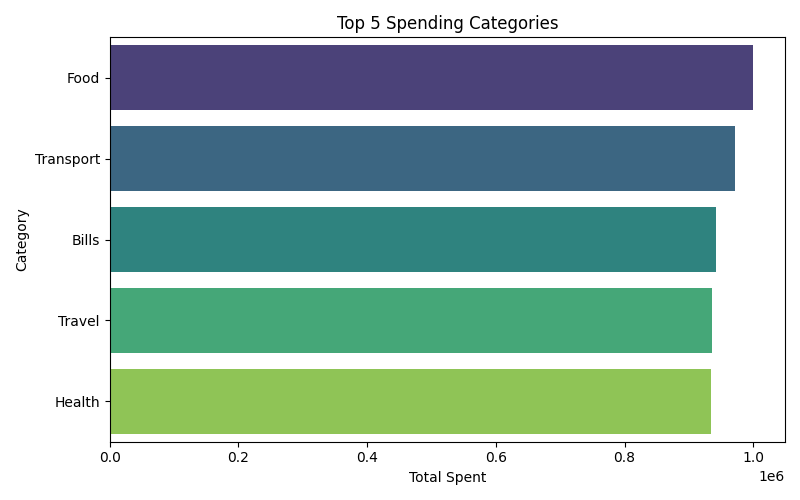 Top 5 Spending Categories
Category
Food
Transport
Bills
Travel
Health
0.0 0.2 0.4 0.6 0.8 1.0
1e6
Total Spent